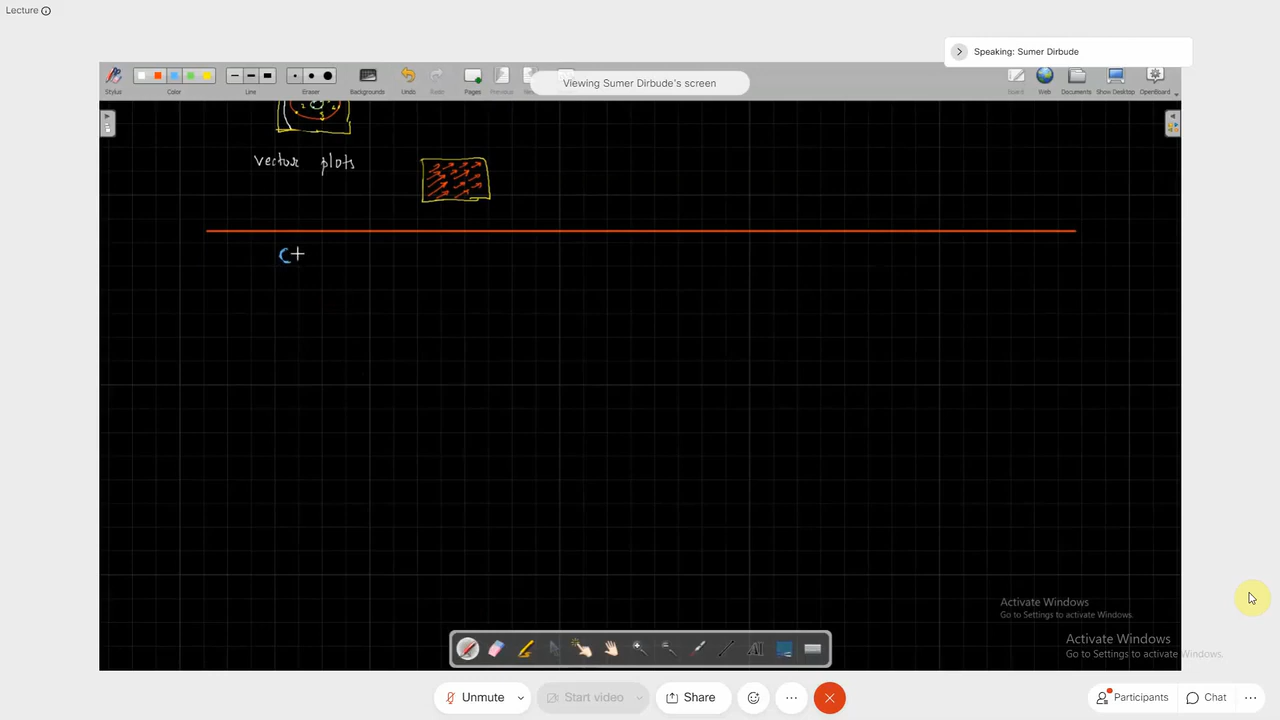 Lecture
Speaking: Sumer Dirbude
Viewing Sumer Dirbude's screen
Stylus Color Line Eraser Backgrounds Undo Redo Pages Previous Board Web Documents Show Desktop OpenBoard
vector plots
C
Activate Windows
Go to Settings to activate Windows.
Activate Windows
Go to Settings to activate Windows.
Unmute Start video Share Participants Chat